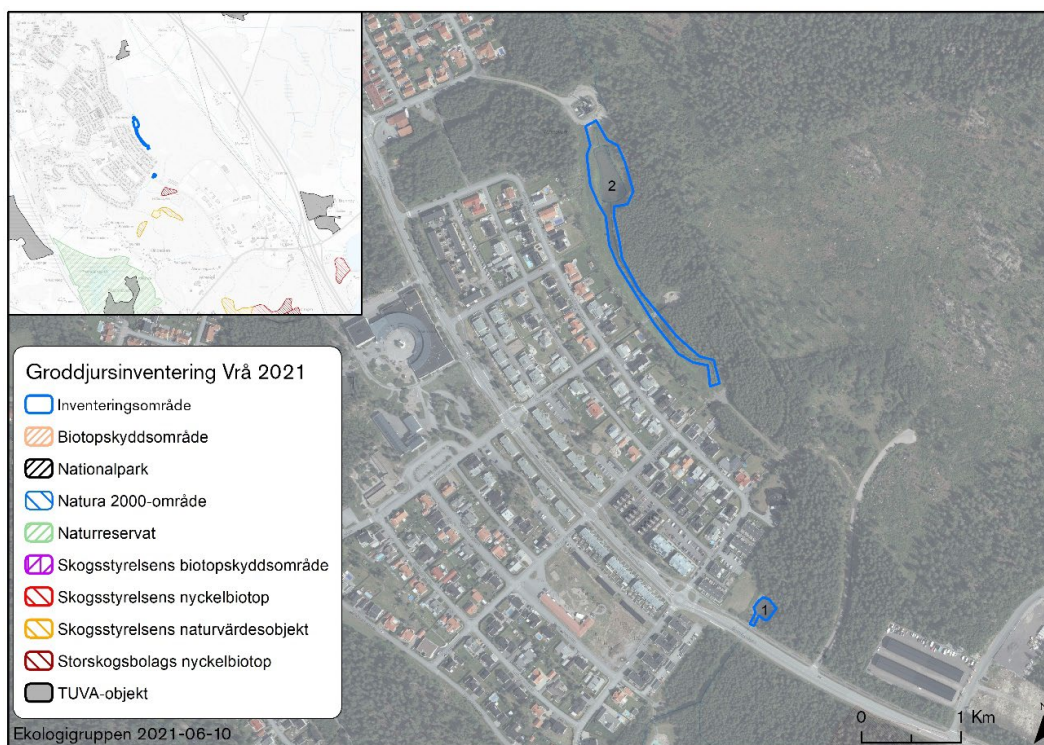 2
1
Groddjursinventering Vrå 2021
Inventeringsområde
Biotopskyddsområde
Nationalpark
Natura 2000-område
Naturreservat
Skogsstyrelsens biotopskyddsområde
Skogsstyrelsens nyckelbiotop
Skogsstyrelsens naturvärdesobjekt
Storskogsbolags nyckelbiotop
TUVA-objekt
Ekologigruppen 2021-06-10
0 1 Km
N